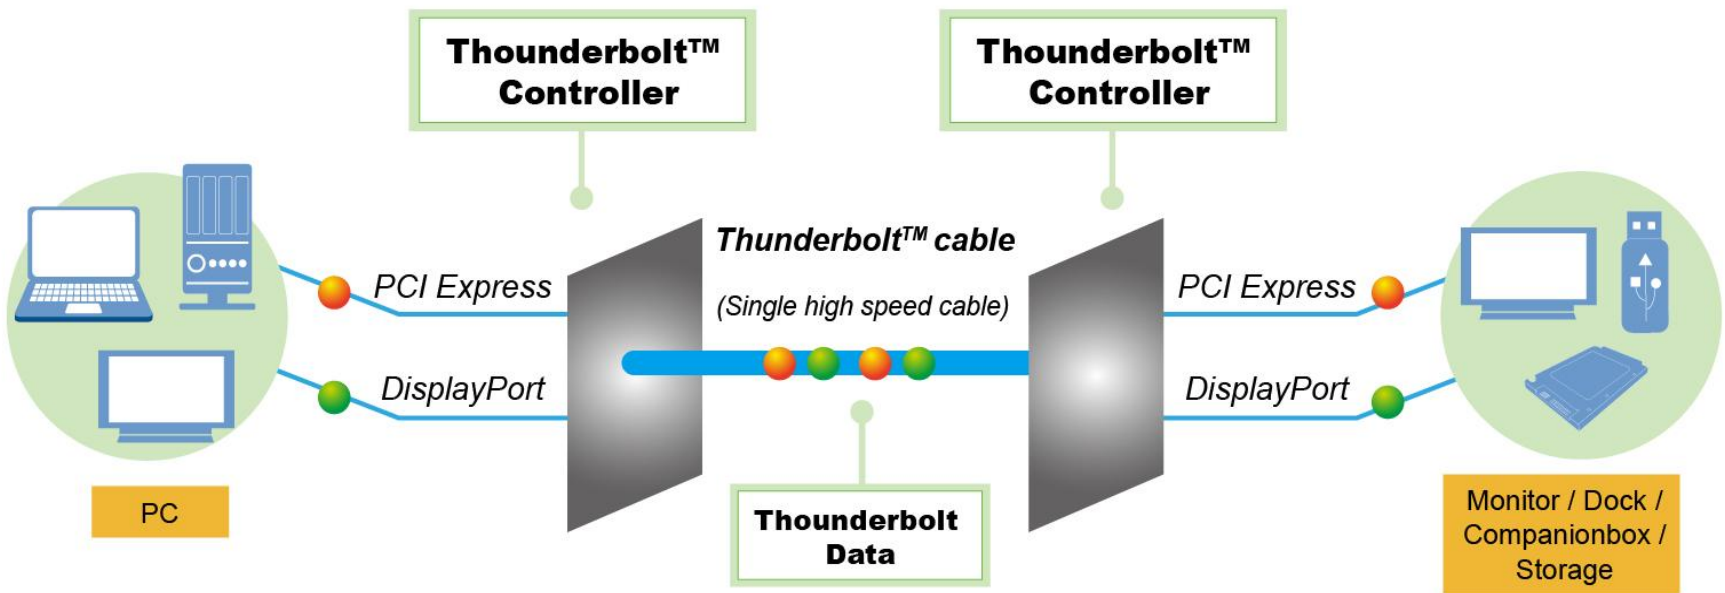 Thounderbolt™
Controller
Thounderbolt™
Controller
Thunderbolt™ cable
(Single high speed cable)
PCI Express
DisplayPort
PCI Express
DisplayPort
Thounderbolt
Data
PC
Monitor / Dock /
Companionbox /
Storage